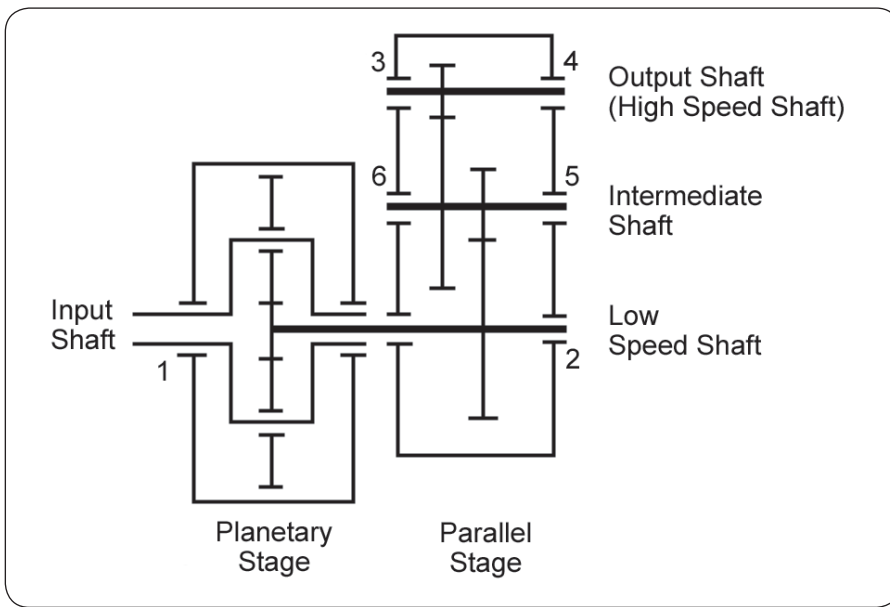 3
4
Output Shaft
(High Speed Shaft)
6
5
Intermediate
Shaft
Input
Shaft
1
Low
Speed Shaft
2
Planetary
Stage
Parallel
Stage